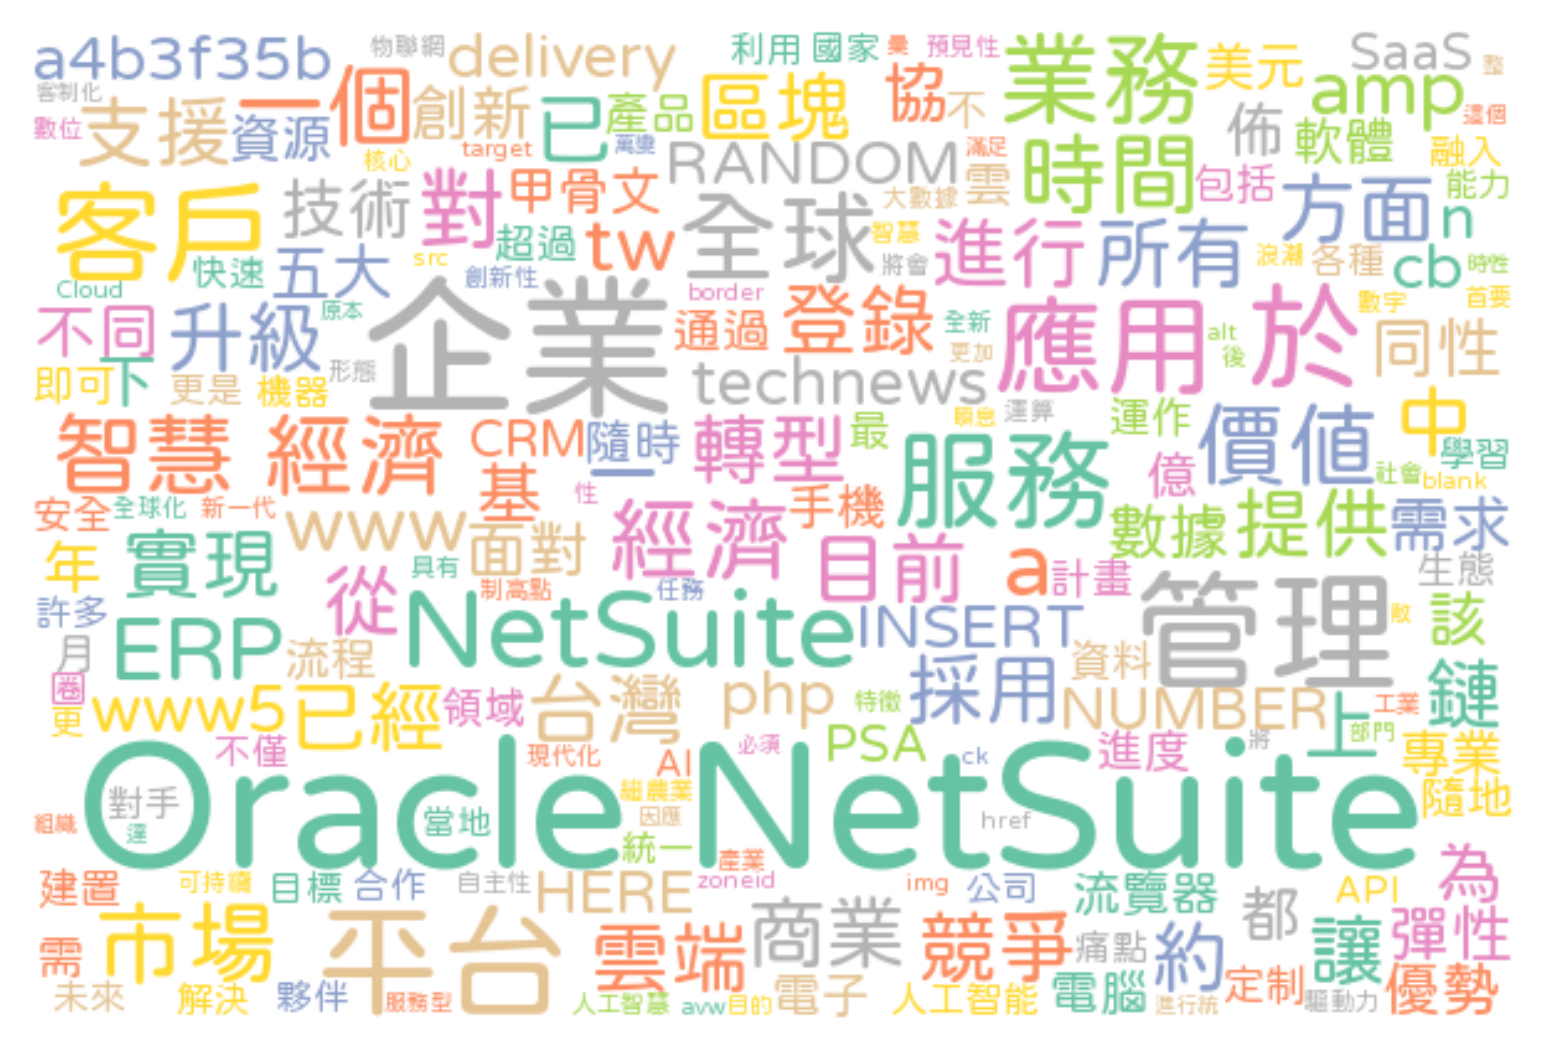 a4b3f35b 物聯網 delivery 利用 國家 預見性 業務 美元 SaaS 整
客制化 支援 一個 創新 已 產品 區塊 協 不 amp 這個
數位 資源 核心 target RANDOM 滿足 時間 佈 軟體 融入
客戶 技術 對 甲骨文 大數據 雲 包括 方面 能力
快速 五大 src 超過 tw 全球 智慧 進行 所有 n
Cloud 創新性 border 將會 浪潮 各種 cb 時性
不同 升級 原本 企業 通過 登錄 全新 應用 alt 於 數字 首要
即可 下 更是 機器 形態 technews 更加 後 同性
智慧 經濟 CRM 隨時 轉型 最 瞬息 運算 運作 價值 中 學習
基 一 性 手機 服務 億 社會 blank
安全 全球化 新一代 www 面對 經濟 數據 提供 需求
年 實現 具有 目前 a 計畫 生態
許多 從 制高點 任務 NetSuite INSERT 管理 敵 該
月 ERP 流程 採用 資料 鏈
圈 更 www5 已經 領域 台灣 php 特徵 NUMBER 工業 上 部門
不僅 現代化 AI 必須 PSA ck 進度 將 專業
Oracle NetSuite 對手 達 當地 因應 href 隨地
組織 統一 產業
建置 可持續 目標 合作 自主性 HERE zoneid img 公司 流覽器 API 為
需 市場 平台 雲端 商業 競爭 痛點 約 都 讓 彈性
未來 解決 夥伴 服務型 人工智慧 avw 目的 電子 人工智能 電腦 定制 驅動力 優勢